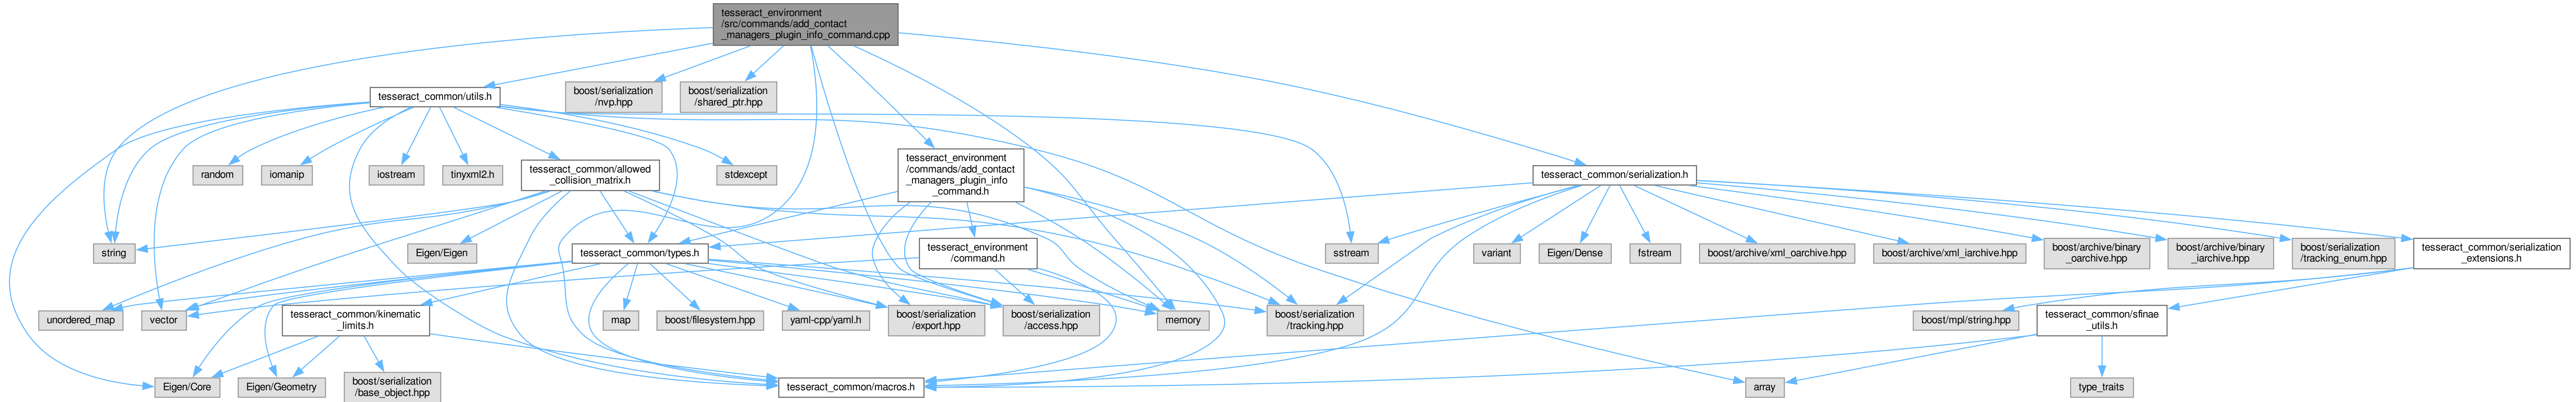 tesseract_environment
/src/commands/add_contact
_managers_plugin_info_command.cpp
tesseract_common/utils.h
boost/serialization
/nvp.hpp
boost/serialization
/shared_ptr.hpp
random
iomanip
iostream
tinyxml2.h
tesseract_common/allowed
_collision_matrix.h
stdexcept
tesseract_environment
/commands/add_contact
_managers_plugin_info
_command.h
tesseract_common/serialization.h
string
Eigen/Eigen
tesseract_common/types.h
tesseract_environment
/command.h
sstream
variant
Eigen/Dense
fstream
boost/archive/xml_oarchive.hpp
boost/archive/xml_iarchive.hpp
boost/archive/binary
_oarchive.hpp
boost/archive/binary
_iarchive.hpp
boost/serialization
/tracking_enum.hpp
tesseract_common/serialization
_extensions.h
unordered_map
vector
tesseract_common/kinematic
_limits.h
map
boost/filesystem.hpp
yaml-cpp/yaml.h
boost/serialization
/export.hpp
boost/serialization
/access.hpp
memory
boost/serialization
/tracking.hpp
boost/mpl/string.hpp
tesseract_common/sfinae
_utils.h
Eigen/Core
Eigen/Geometry
boost/serialization
/base_object.hpp
tesseract_common/macros.h
array
type_traits